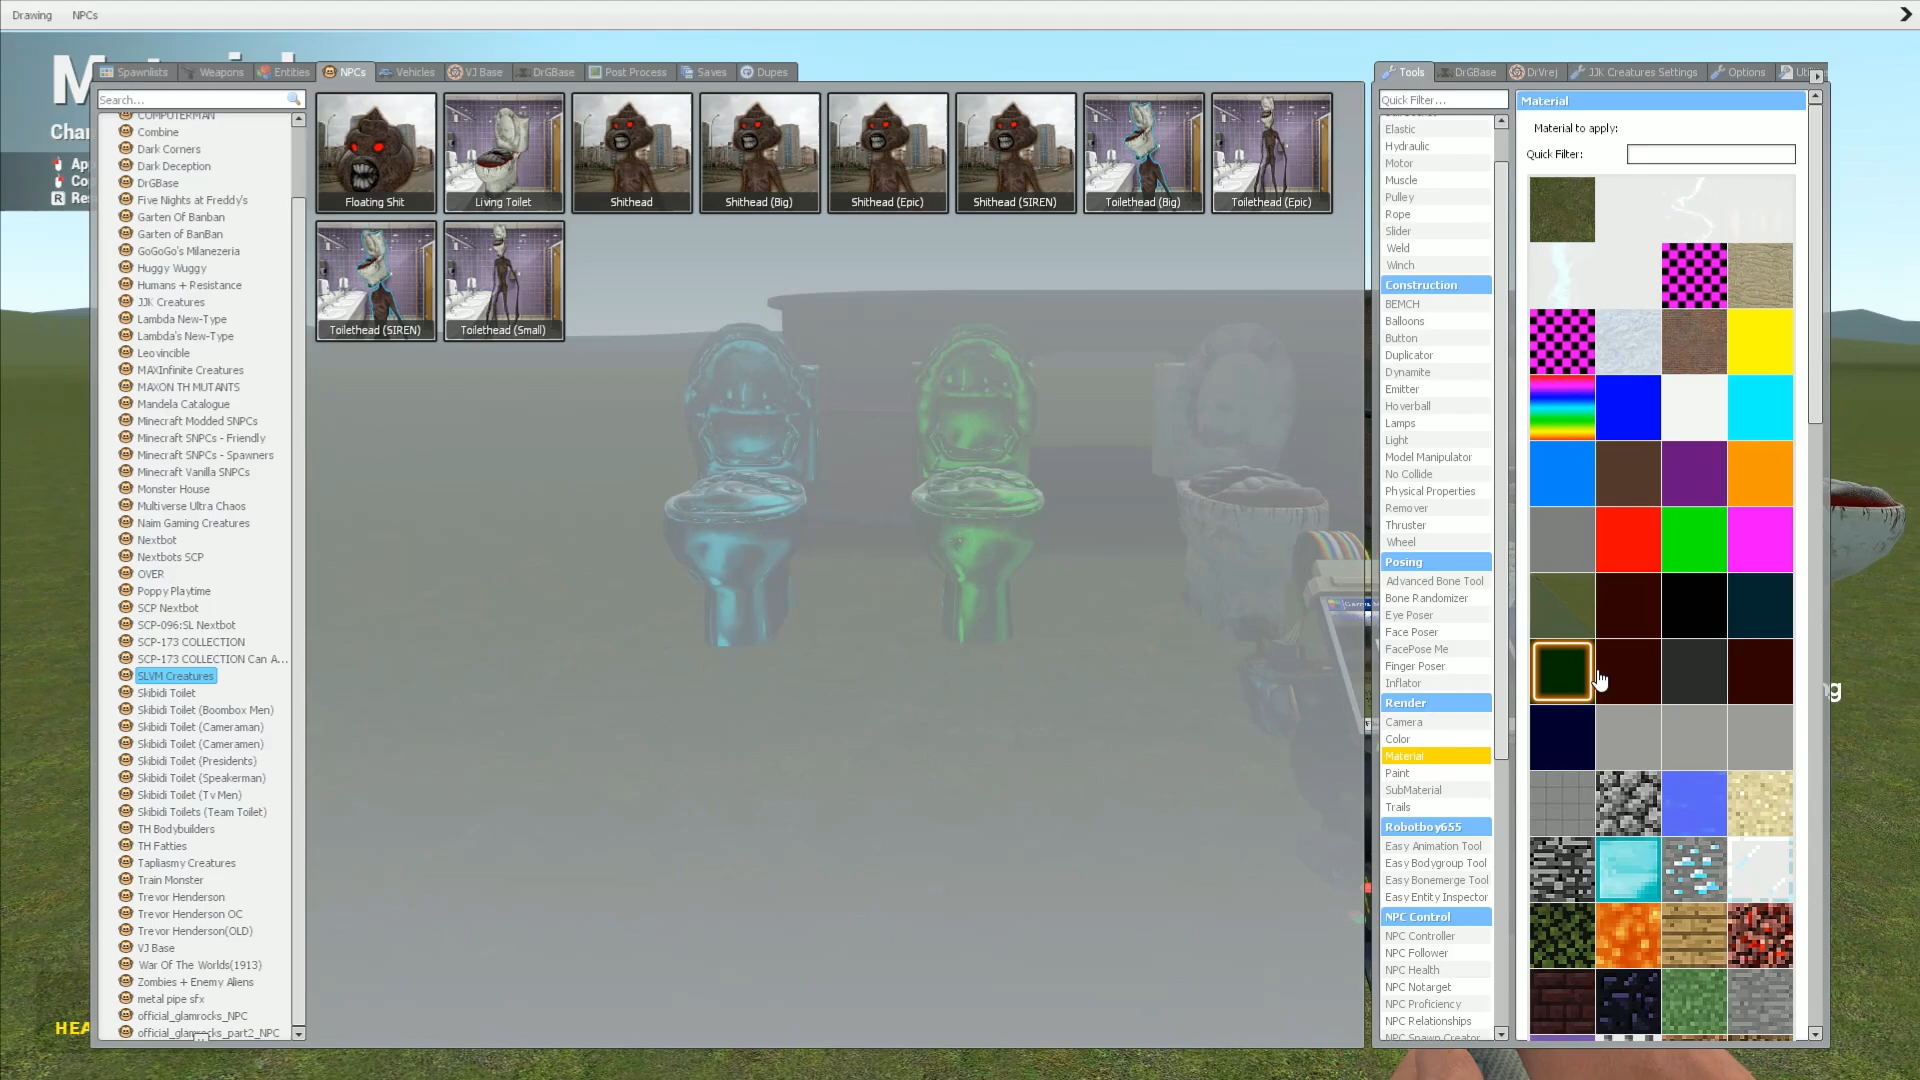 Drawing NPCs
Spawnlists Weapons Entities NPCs Vehicles VJ Base DrGBase Post Process Saves Dupes
Search...
COMPUTERMAN
Combine
Dark Corners
Dark Deception
DrGBase
Five Nights at Freddy's
Garten Of Banban
Garten of BanBan
GoGoGo's Milanezeria
Huggy Wuggy
Humans + Resistance
JJK Creatures
Lambda New-Type
Lambda's New-Type
Leovincible
MAXInfinite Creatures
MAXON TH MUTANTS
Mandela Catalogue
Minecraft Modded SNPCs
Minecraft SNPCs - Friendly
Minecraft SNPCs - Spawners
Minecraft Vanilla SNPCs
Monster House
Multiverse Ultra Chaos
Naim Gaming Creatures
Nextbot
Nextbots SCP
OVER
Poppy Playtime
SCP Nextbot
SCP-096:SL Nextbot
SCP-173 COLLECTION
SCP-173 COLLECTION Can A...
SLVM Creatures
Skibidi Toilet
Skibidi Toilet (Boombox Men)
Skibidi Toilet (Cameraman)
Skibidi Toilet (Cameramen)
Skibidi Toilet (Presidents)
Skibidi Toilet (Speakerman)
Skibidi Toilet (Tv Men)
Skibidi Toilets (Team Toilet)
TH Bodybuilders
TH Fatties
Tapliasmy Creatures
Train Monster
Trevor Henderson
Trevor Henderson OC
Trevor Henderson(OLD)
VJ Base
War Of The Worlds(1913)
Zombies + Enemy Aliens
metal pipe sfx
official_glamrocks_NPC
official_glamrocks_part2_NPC
Floating Shit Living Toilet Shithead Shithead (Big) Shithead (Epic) Shithead (SIREN) Toilethead (Big) Toilethead (Epic)
Toilethead (SIREN) Toilethead (Small)
Tools DrGBase DrVrej JJK Creatures Settings Options
Quick Filter...
Elastic
Hydraulic
Motor
Muscle
Pulley
Rope
Slider
Weld
Winch
Construction
BEMCH
Balloons
Button
Duplicator
Dynamite
Emitter
Hoverball
Lamps
Light
Model Manipulator
No Collide
Physical Properties
Remover
Thruster
Wheel
Posing
Advanced Bone Tool
Bone Randomizer
Eye Poser
Face Poser
FacePose Me
Finger Poser
Inflator
Render
Camera
Color
Material
Paint
SubMaterial
Trails
Robotboy655
Easy Animation Tool
Easy Bodygroup Tool
Easy Bonemerge Tool
Easy Entity Inspector
NPC Control
NPC Controller
NPC Follower
NPC Health
NPC Notarget
NPC Proficiency
NPC Relationships
NPC Spawn Creator
Material
Material to apply:
Quick Filter:
R